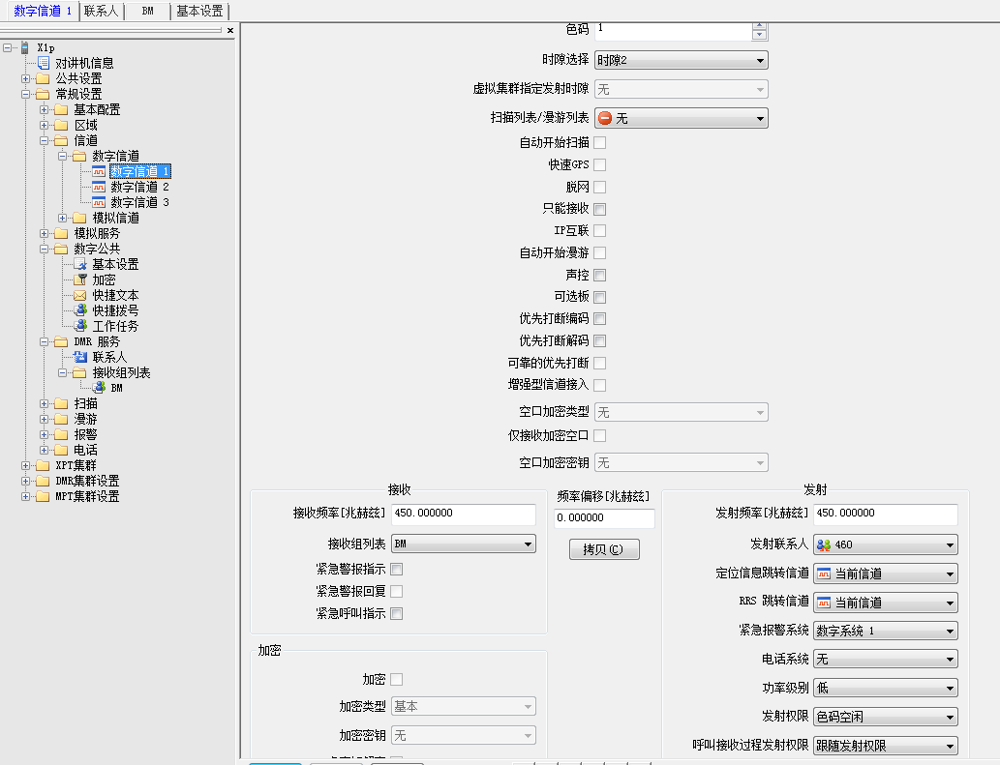 数字信道 1 联系人 BM 基本设置
X1p
对讲机信息
公共设置
常规设置
基本配置
区域
信道
数字信道
数字信道 1
数字信道 2
数字信道 3
模拟信道
模拟服务
数字公共
基本设置
加密
快捷文本
快捷拨号
工作任务
DMR 服务
联系人
接收组列表
BM
扫描
漫游
报警
电话
XPT集群
DMR集群设置
MPT集群设置
色码 1
时隙选择 时隙2
虚拟集群指定发射时隙 无
扫描列表/漫游列表 无
自动开始扫描
快速GPS
脱网
只能接收
IP互联
自动开始漫游
声控
可选板
优先打断编码
优先打断解码
可靠的优先打断
增强型信道接入
空口加密类型 无
仅接收加密空口
空口加密密钥 无
接收
接收频率[兆赫兹] 450.000000
接收组列表 BM
紧急警报指示
紧急警报回复
紧急呼叫指示
频率偏移[兆赫兹]
0.000000
拷贝(C)
发射
发射频率[兆赫兹] 450.000000
发射联系人 460
定位信息跳转信道 当前信道
RRS 跳转信道 当前信道
紧急报警系统 数字系统 1
电话系统 无
功率级别 低
发射权限 色码空闲
呼叫接收过程发射权限 跟随发射权限
加密
加密
加密类型 基本
加密密钥 无